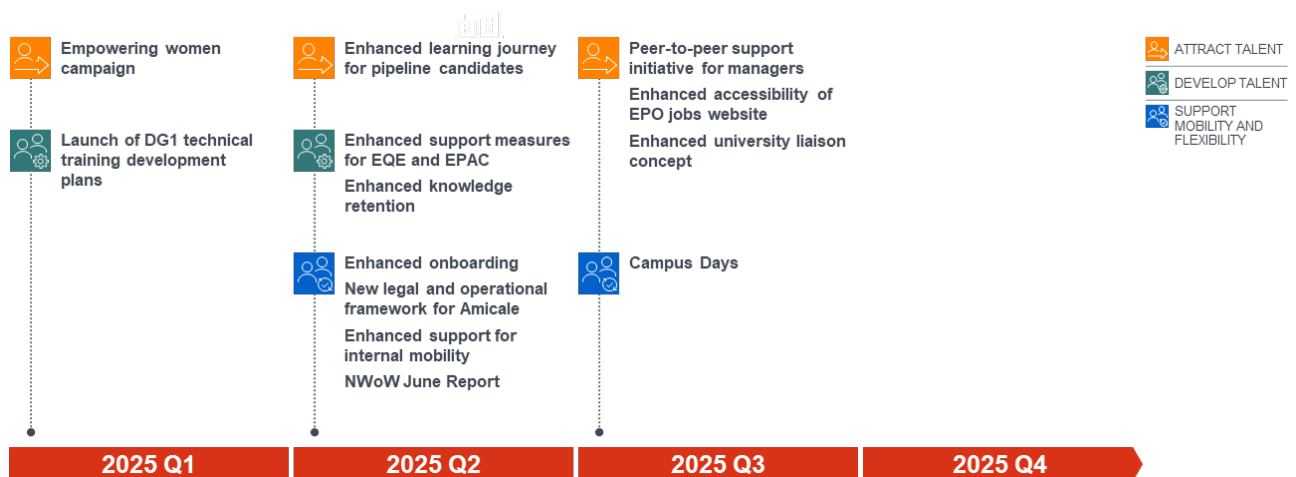 Empowering women
campaign
Launch of DG1 technical
training development
plans
Enhanced learning journey
for pipeline candidates
Enhanced support measures
for EQE and EPAC
Enhanced knowledge
retention
Enhanced onboarding
New legal and operational
framework for Amicale
Enhanced support for
internal mobility
NWoW June Report
Peer-to-peer support
initiative for managers
Enhanced accessibility of
EPO jobs website
Enhanced university liaison
concept
Campus Days
ATTRACT TALENT
DEVELOP TALENT
SUPPORT
MOBILITY AND
FLEXIBILITY
2025 Q1
2025 Q2
2025 Q3
2025 Q4